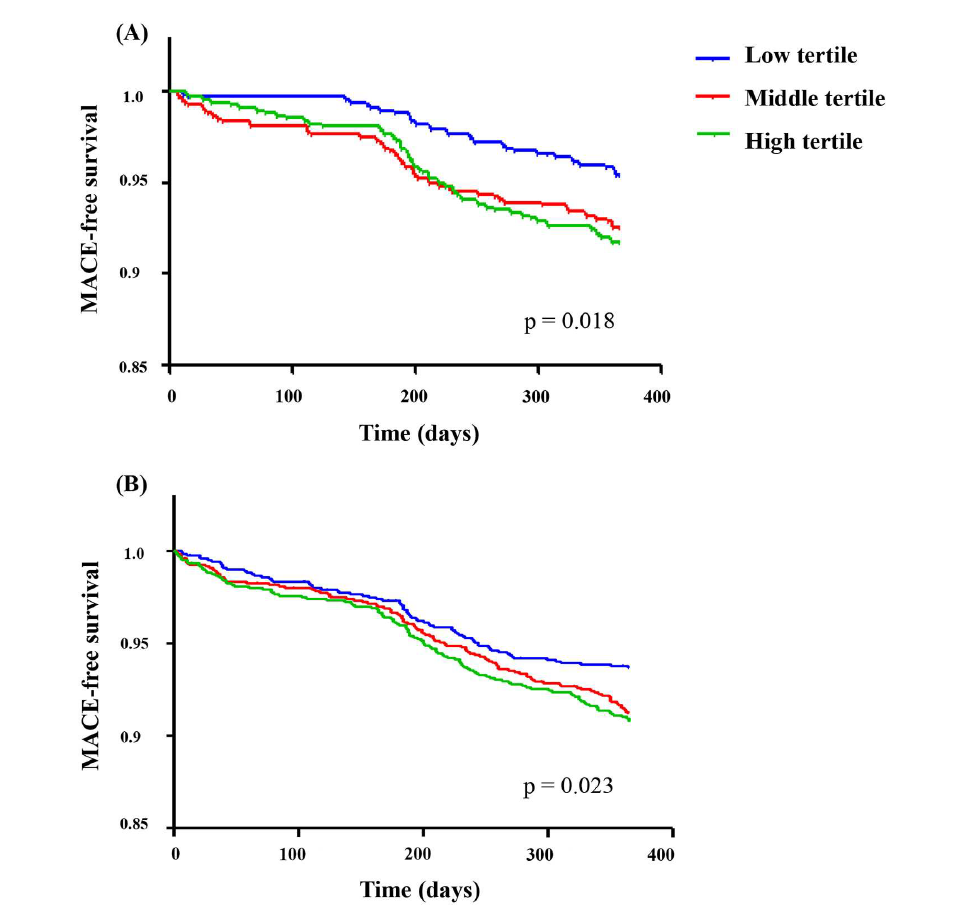 (A)
Low tertile
Middle tertile
High tertile
MACE-free survival
1.0
0.95
0.9
0.85
p = 0.018
0 100 200 300 400
Time (days)
(B)
MACE-free survival
1.0
0.95
0.9
0.85
p = 0.023
0 100 200 300 400
Time (days)